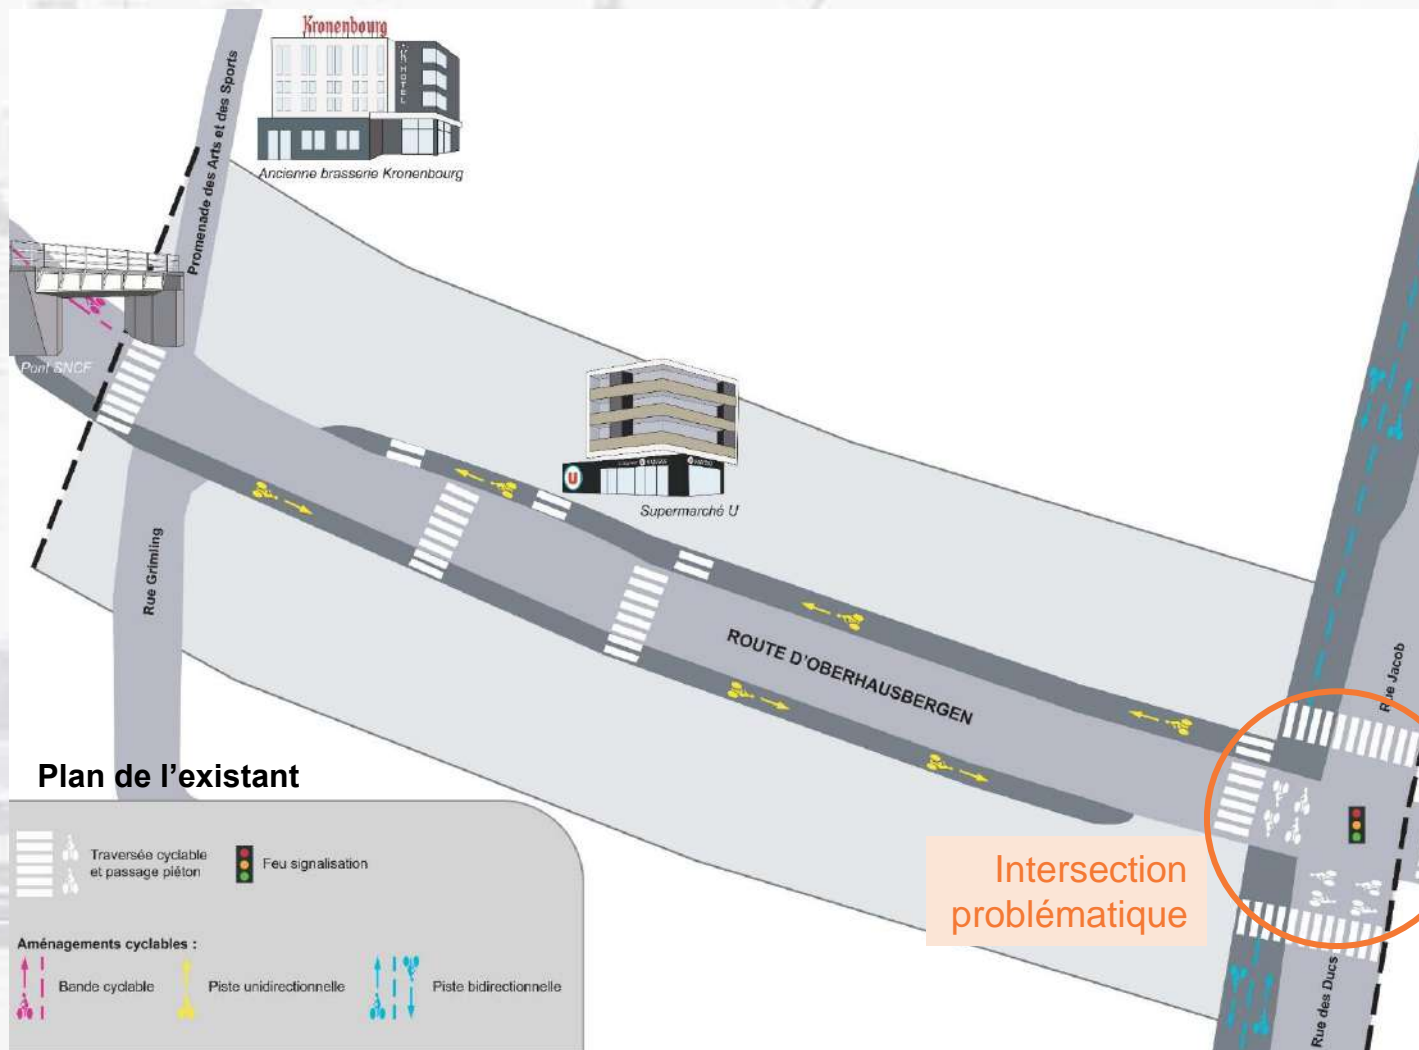 Kronenbourg
K HOTEL
Ancienne brasserie Kronenbourg
Promenade des Arts et des Sports
Pont SNCF
U
Supermarché U
Rue Grimling
ROUTE D'OBERHAUSBERGEN
Rue Jacob
Plan de l'existant
Intersection
problématique
Traversée cyclable
et passage piéton
Feu signalisation
Aménagements cyclables :
Bande cyclable
Piste unidirectionnelle
Piste bidirectionnelle
Rue des Ducs